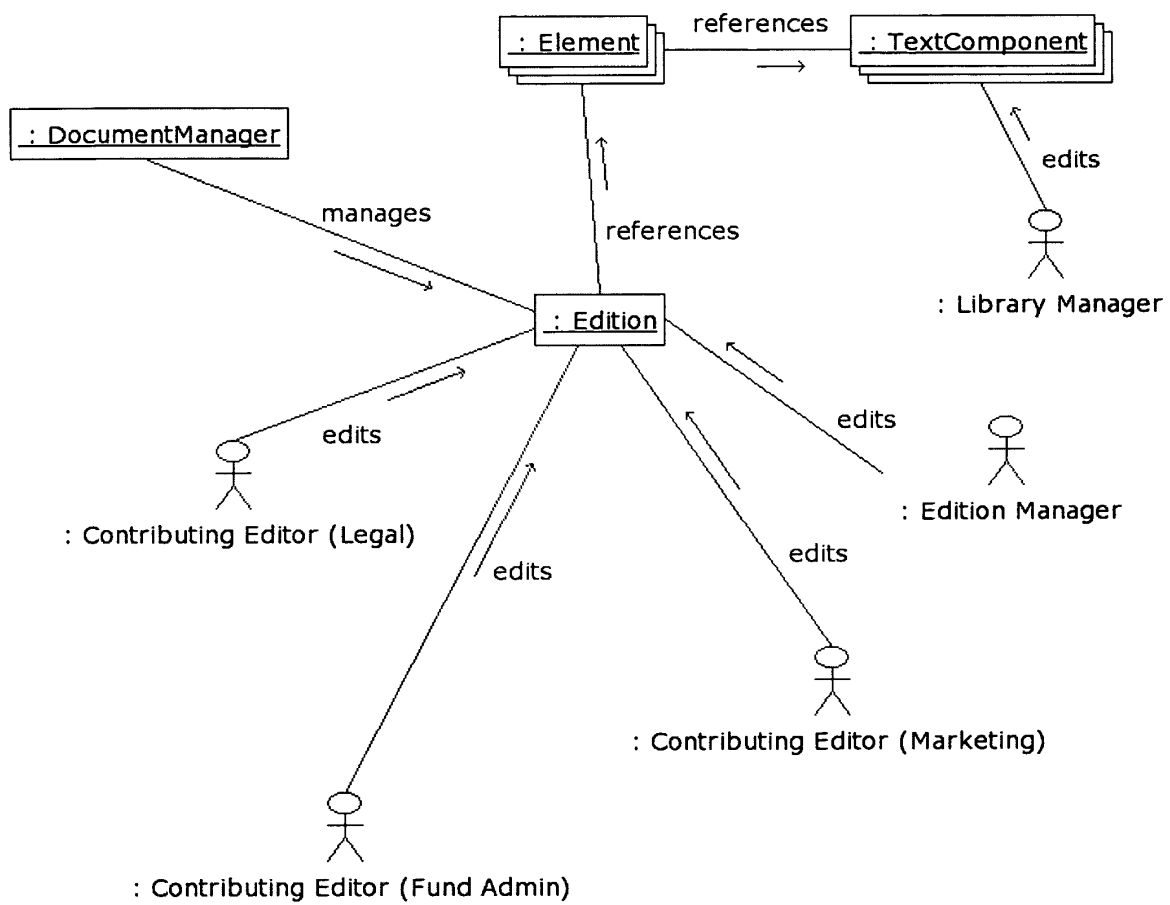 references
: Element
: TextComponent
: DocumentManager
edits
manages
references
: Library Manager
: Edition
edits
edits
: Edition Manager
: Contributing Editor (Legal)
edits
edits
: Contributing Editor (Marketing)
: Contributing Editor (Fund Admin)